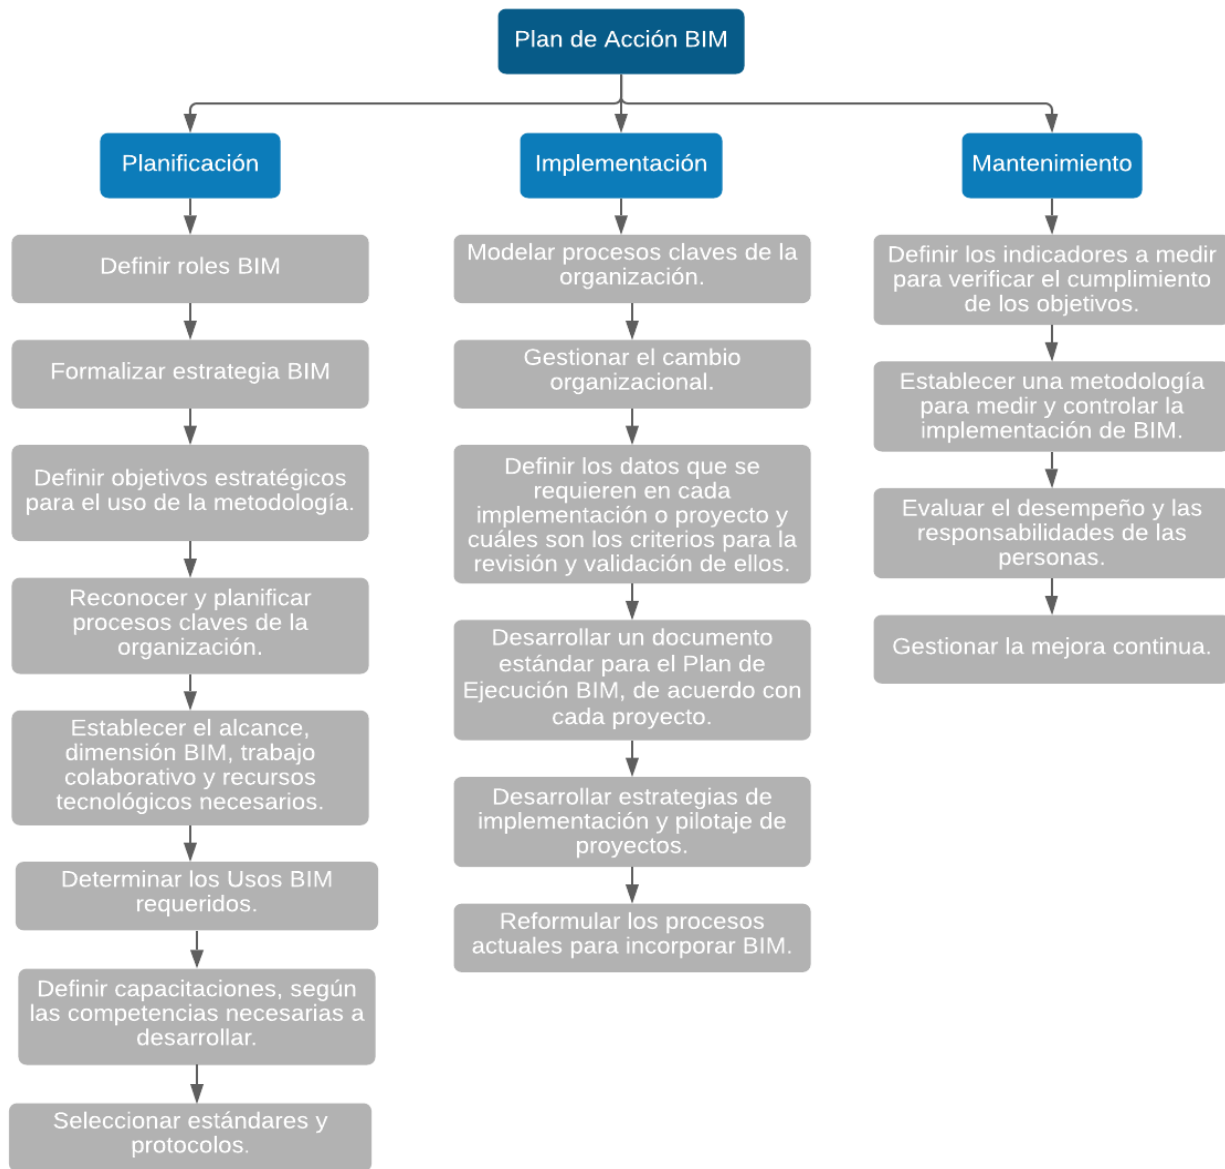 Plan de Acción BIM
Planificación
Definir roles BIM
Formalizar estrategia BIM
Definir objetivos estratégicos
para el uso de la metodología.
Reconocer y planificar
procesos claves de la
organización.
Establecer el alcance,
dimensión BIM, trabajo
colaborativo y recursos
tecnológicos necesarios.
Determinar los Usos BIM
requeridos.
Definir capacitaciones, según
las competencias necesarias a
desarrollar.
Seleccionar estándares y
protocolos.
Implementación
Modelar procesos claves de la
organización.
Gestionar el cambio
organizacional.
Definir los datos que se
requieren en cada
implementación o proyecto y
cuáles son los criterios para la
revisión y validación de ellos.
Desarrollar un documento
estándar para el Plan de
Ejecución BIM, de acuerdo con
cada proyecto.
Desarrollar estrategias de
implementación y pilotaje de
proyectos.
Reformular los procesos
actuales para incorporar BIM.
Mantenimiento
Definir los indicadores a medir
para verificar el cumplimiento
de los objetivos.
Establecer una metodología
para medir y controlar la
implementación de BIM.
Evaluar el desempeño y las
responsabilidades de las
personas.
Gestionar la mejora continua.